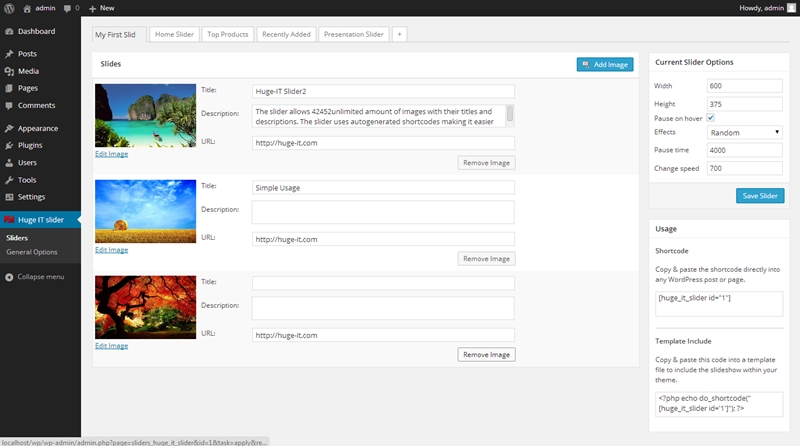 admin
0
New
Howdy, admin
Dashboard
Posts
Media
Pages
Comments
Appearance
Plugins
Users
Tools
Settings
Huge IT slider
Sliders
General Options
Collapse menu
My First Slid
Home Slider
Top Products
Recently Added
Presentation Slider
+
Slides
Add Image
Title:
Huge-IT Slider2
Description:
The slider allows 42452unlimited amount of images with their titles and
descriptions. The slider uses autogenerated shortcodes making it easier
URL:
http://huge-it.com
Edit Image
Remove Image
Title:
Simple Usage
Description:
URL:
http://huge-it.com
Edit Image
Remove Image
Title:
Description:
URL:
http://huge-it.com
Edit Image
Remove Image
Current Slider Options
Width
600
Height
375
Pause on hover
Effects
Random
Pause time
4000
Change speed
700
Save Slider
Usage
Shortcode
Copy & paste the shortcode directly into
any WordPress post or page.
[huge_it_slider id="1"]
Template Include
Copy & paste this code into a template
file to include the slideshow within your
theme.
<?php echo do_shortcode("
[huge_it_slider id='1']"); ?>
localhost/wp/wp-admin/admin.php?page=sliders_huge_it_slider&id=1&task=apply&re...